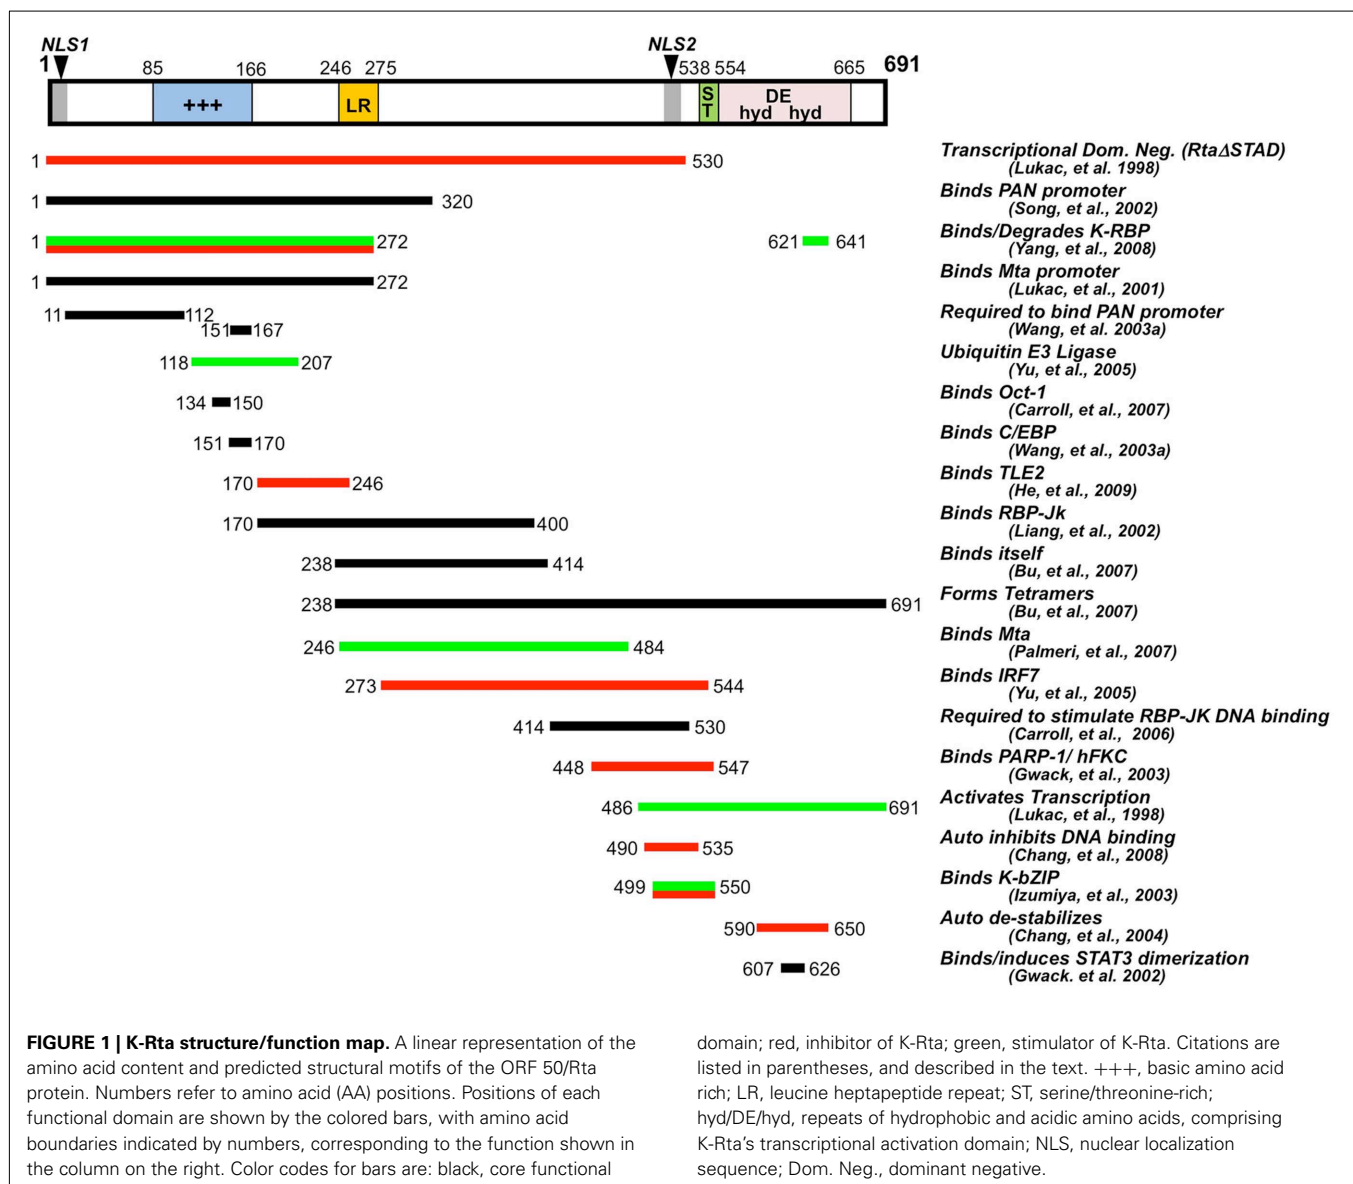 NLS1 NLS2
1 85 166 246 275 538 554 665 691
+++ LR ST DE
hyd hyd
1 530 Transcriptional Dom. Neg. (RtaΔSTAD)
(Lukac, et al. 1998)
1 320 Binds PAN promoter
(Song, et al., 2002)
1 272 621 641 Binds/Degrades K-RBP
(Yang, et al., 2008)
1 272 Binds Mta promoter
(Lukac, et al., 2001)
11 112 Required to bind PAN promoter
151 167 (Wang, et al. 2003a)
118 207 Ubiquitin E3 Ligase
(Yu, et al., 2005)
134 150 Binds Oct-1
(Carroll, et al., 2007)
151 170 Binds C/EBP
(Wang, et al., 2003a)
170 246 Binds TLE2
(He, et al., 2009)
170 400 Binds RBP-Jk
(Liang, et al., 2002)
238 414 Binds itself
(Bu, et al., 2007)
238 691 Forms Tetramers
(Bu, et al., 2007)
246 484 Binds Mta
(Palmeri, et al., 2007)
273 544 Binds IRF7
(Yu, et al., 2005)
414 530 Required to stimulate RBP-JK DNA binding
(Carroll, et al., 2006)
448 547 Binds PARP-1/ hFKC
(Gwack, et al., 2003)
486 691 Activates Transcription
(Lukac, et al., 1998)
490 535 Auto inhibits DNA binding
(Chang, et al., 2008)
499 550 Binds K-bZIP
(Izumiya, et al., 2003)
590 650 Auto de-stabilizes
(Chang, et al., 2004)
607 626 Binds/induces STAT3 dimerization
(Gwack. et al. 2002)
FIGURE 1 | K-Rta structure/function map. A linear representation of the
amino acid content and predicted structural motifs of the ORF 50/Rta
protein. Numbers refer to amino acid (AA) positions. Positions of each
functional domain are shown by the colored bars, with amino acid
boundaries indicated by numbers, corresponding to the function shown in
the column on the right. Color codes for bars are: black, core functional
domain; red, inhibitor of K-Rta; green, stimulator of K-Rta. Citations are
listed in parentheses, and described in the text. +++, basic amino acid
rich; LR, leucine heptapeptide repeat; ST, serine/threonine-rich;
hyd/DE/hyd, repeats of hydrophobic and acidic amino acids, comprising
K-Rta's transcriptional activation domain; NLS, nuclear localization
sequence; Dom. Neg., dominant negative.